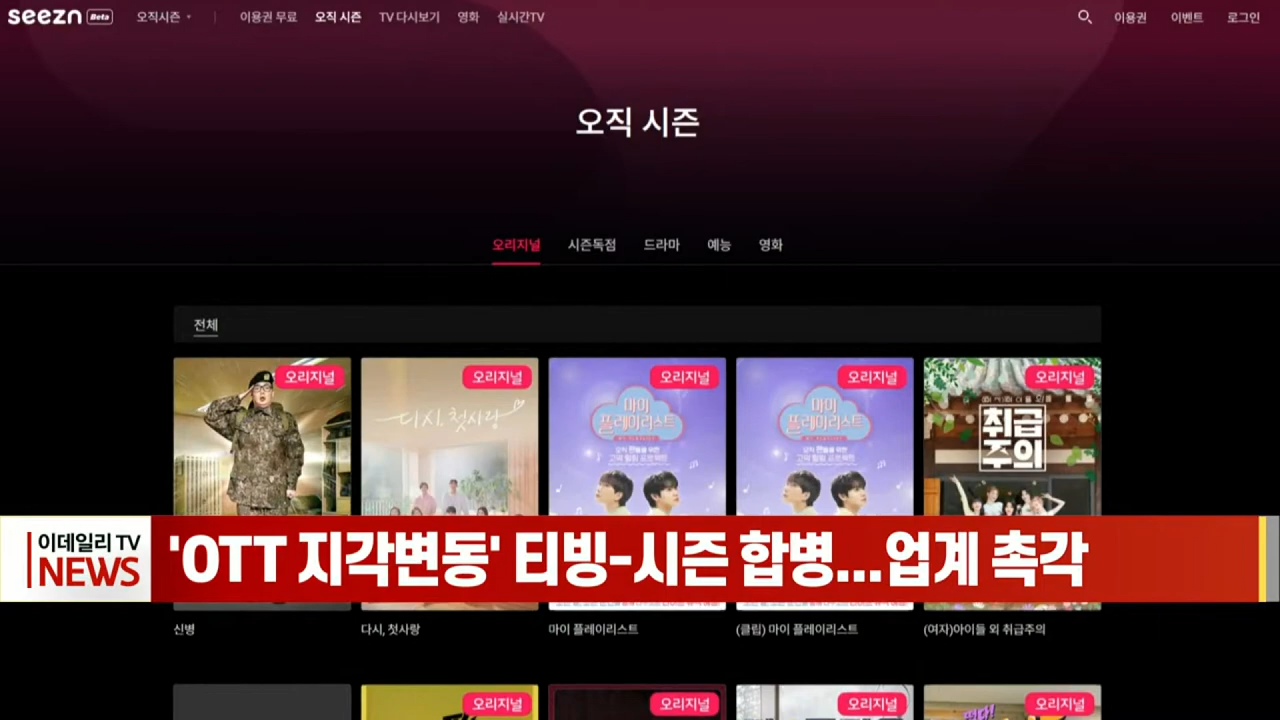 seezn Beta 오직시즌 이용권 무료 오직 시즌 TV 다시보기 영화 실시간TV 이용권 이벤트 로그인
오직 시즌
오리지널 시즌독점 드라마 예능 영화
전체
오리지널 오리지널 오리지널 오리지널 오리지널
다시, 첫사랑
마이 플레이리스트
마이 플레이리스트
취급주의
이데일리 TV NEWS
'OTT 지각변동' 티빙-시즌 합병...업계 촉각
신병 다시, 첫사랑 마이 플레이리스트 (클립) 마이 플레이리스트 (여자)아이들 외 취급주의
오리지널 오리지널 오리지널 오리지널